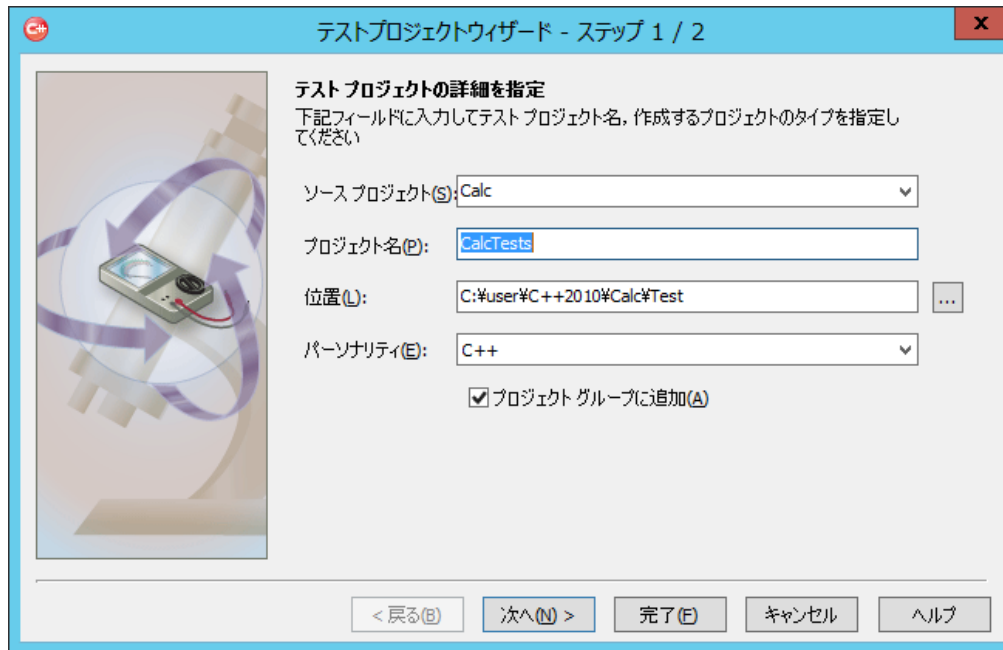 C++
テストプロジェクトウィザード - ステップ 1 / 2
x
テスト プロジェクトの詳細を指定
下記フィールドに入力してテスト プロジェクト名, 作成するプロジェクトのタイプを指定し
てください
ソース プロジェクト(S): Calc
プロジェクト名(P): CalcTests
位置(L): C:¥user¥C++2010¥Calc¥Test ...
パーソナリティ(E): C++
プロジェクト グループに追加(A)
< 戻る(B) 次へ(N) > 完了(F) キャンセル ヘルプ